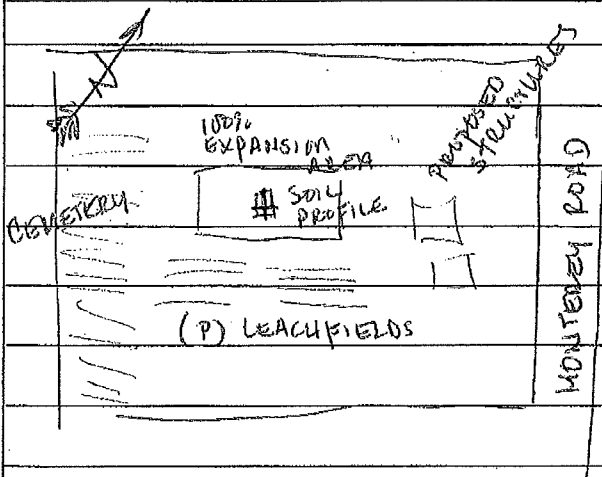 N
100%
EXPANSION
AREA
SOIL
PROFILE
PROPOSED
STRUCTURES
CEMETERY
(P) LEACHFIELDS
MONTEREY ROAD